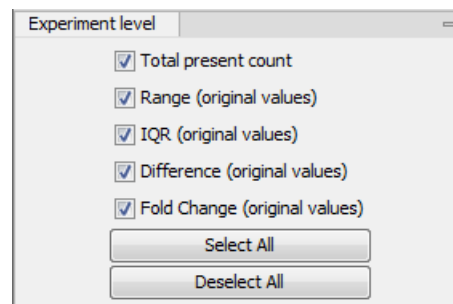 Experiment level
Total present count
Range (original values)
IQR (original values)
Difference (original values)
Fold Change (original values)
Select All
Deselect All